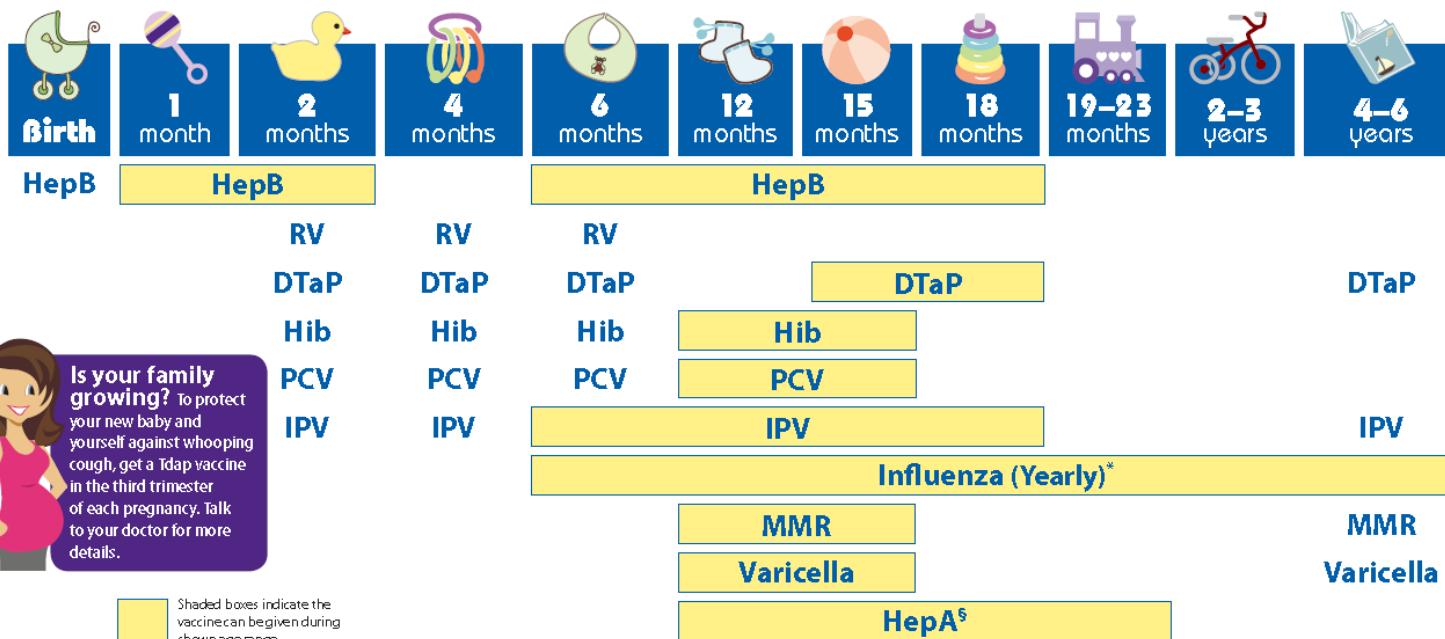 Birth
1 month
2 months
4 months
6 months
12 months
15 months
18 months
19–23 months
2–3 years
4–6 years
HepB HepB HepB
RV RV RV
DTaP DTaP DTaP DTaP DTaP
Hib Hib Hib Hib
PCV PCV PCV PCV
IPV IPV IPV IPV
Influenza (Yearly)*
MMR MMR
Varicella Varicella
HepA§
Is your family
growing? To protect
your new baby and
yourself against whooping
cough, get a Tdap vaccine
in the third trimester
of each pregnancy. Talk
to your doctor for more
details.
Shaded boxes indicate the
vaccine can be given during
shown age range.